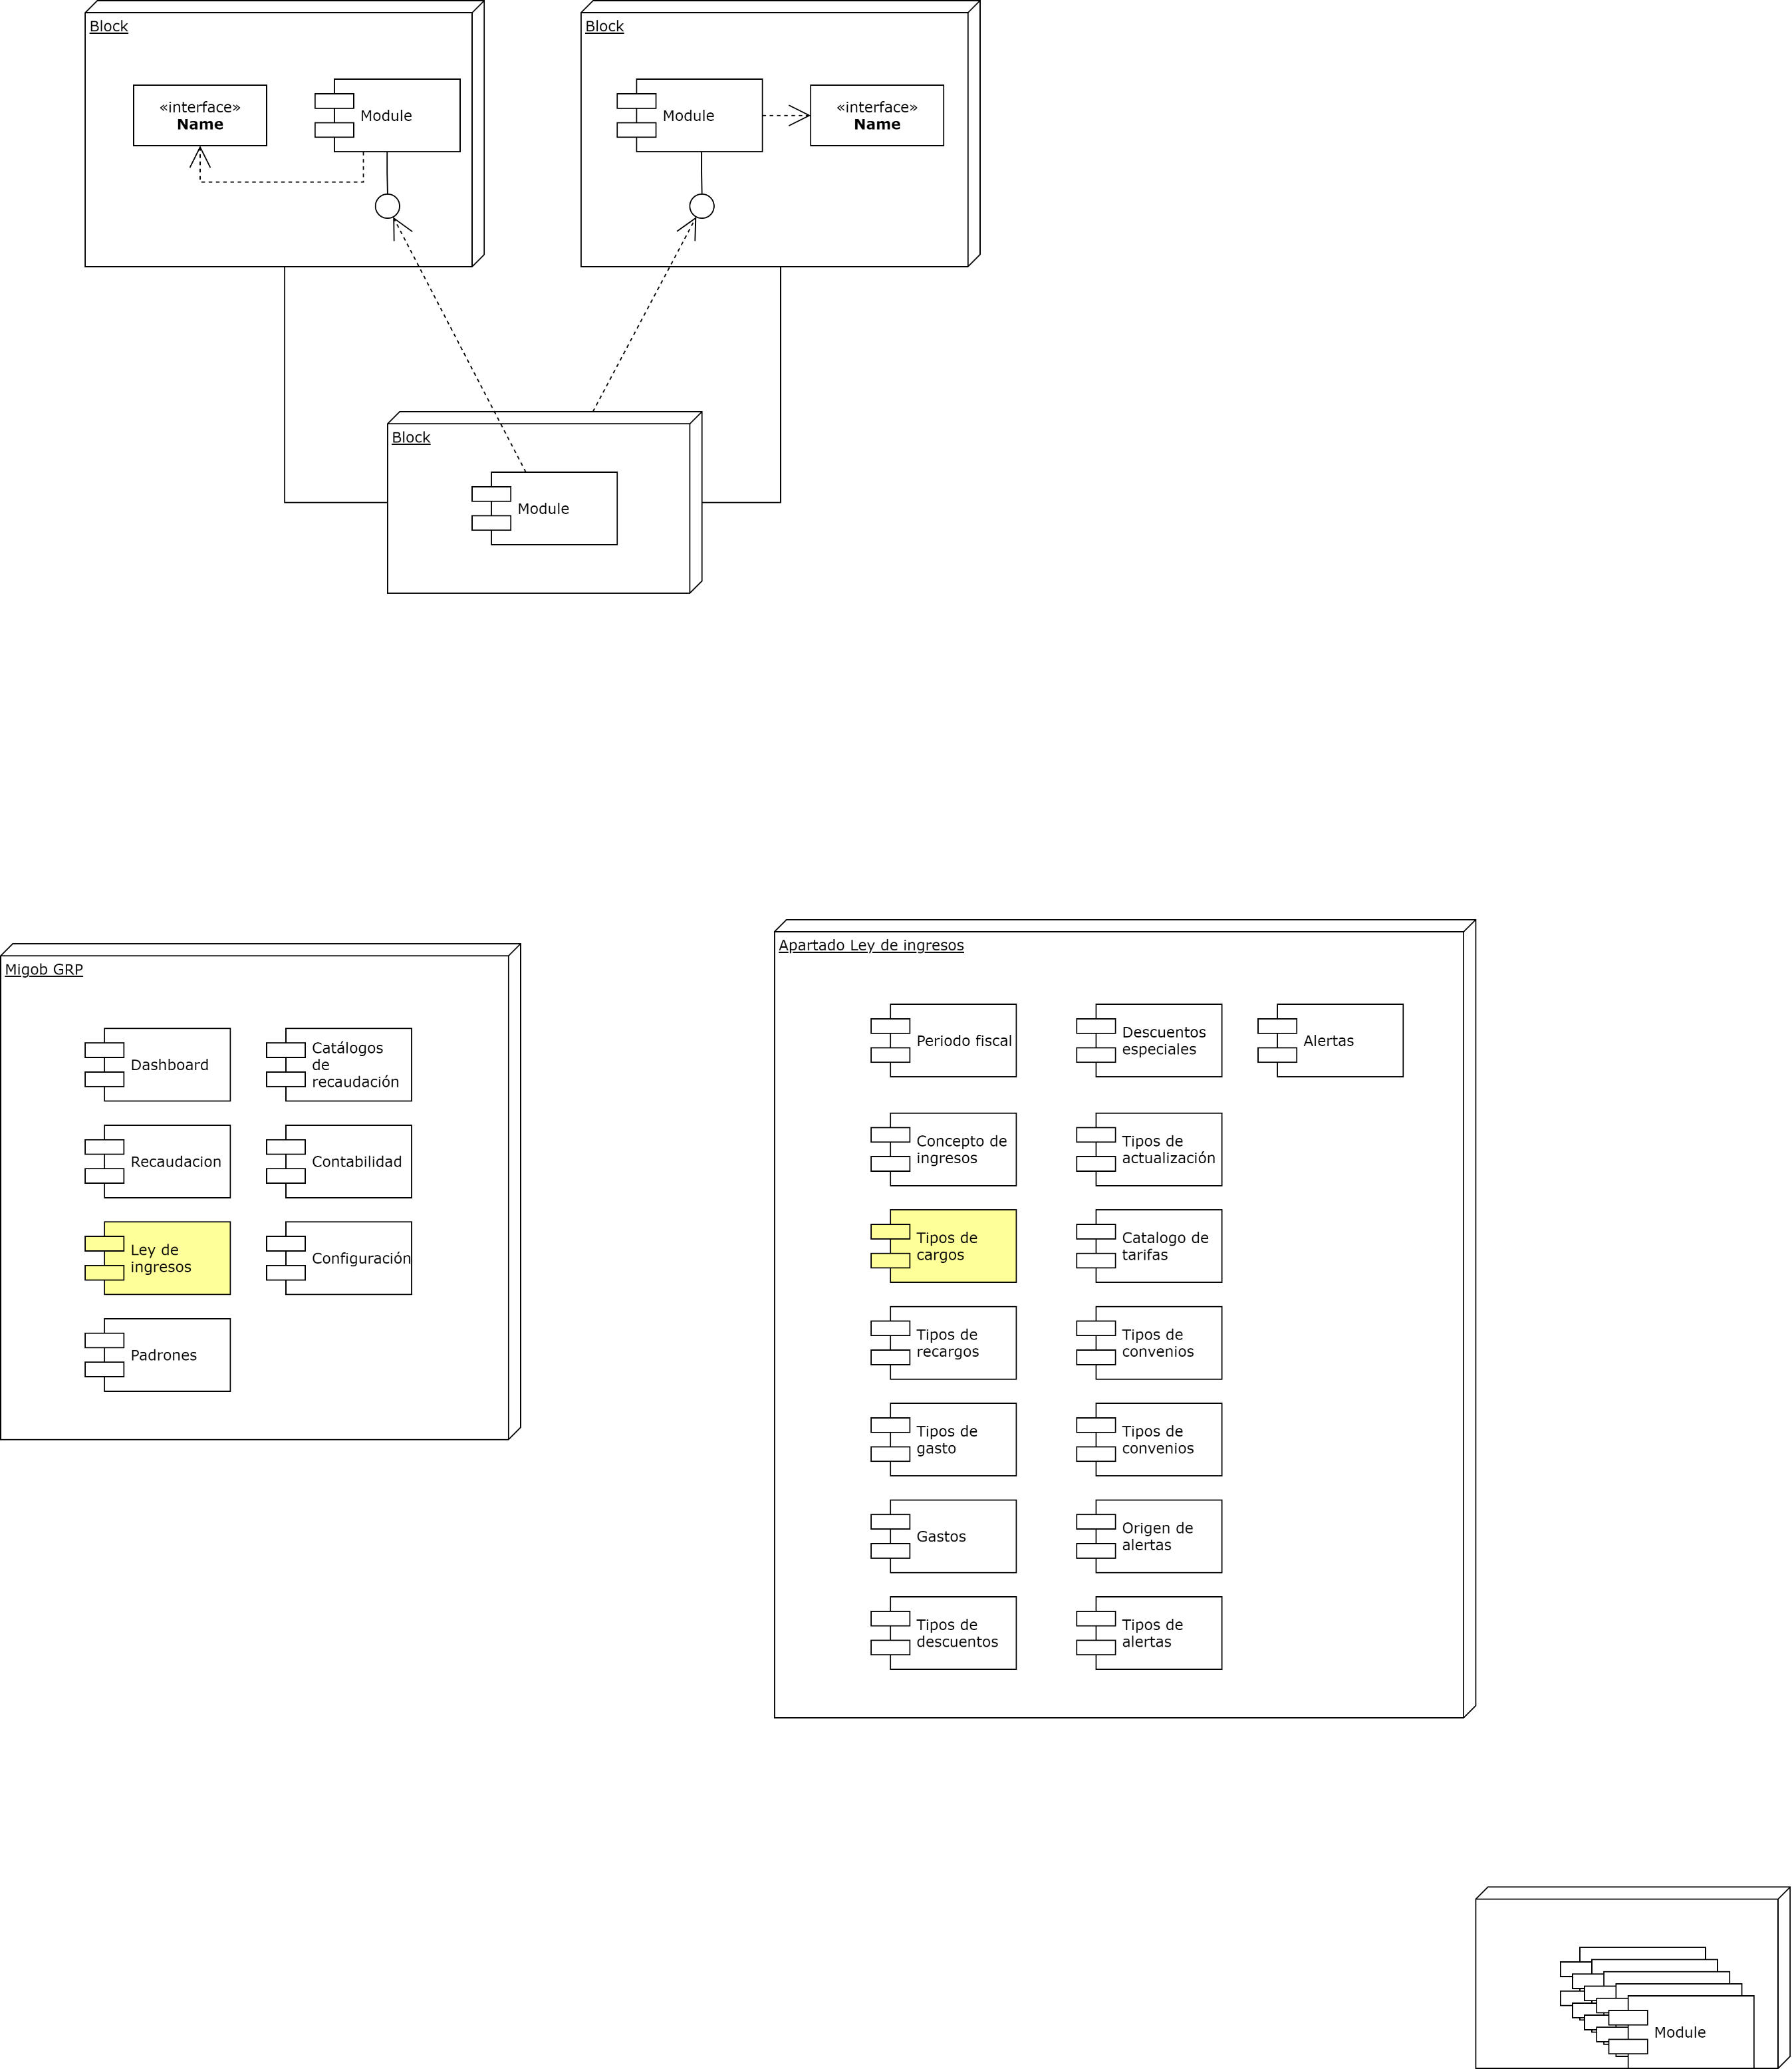 Block
«interface»
Name
Module
Block
Module
«interface»
Name
Block
Module
Migob GRP
Dashboard
Catálogos
de
recaudación
Recaudacion
Contabilidad
Ley de
ingresos
Configuración
Padrones
Apartado Ley de ingresos
Periodo fiscal
Descuentos
especiales
Alertas
Concepto de
ingresos
Tipos de
actualización
Tipos de
cargos
Catalogo de
tarifas
Tipos de
recargos
Tipos de
convenios
Tipos de
gasto
Tipos de
convenios
Gastos
Origen de
alertas
Tipos de
descuentos
Tipos de
alertas
Module